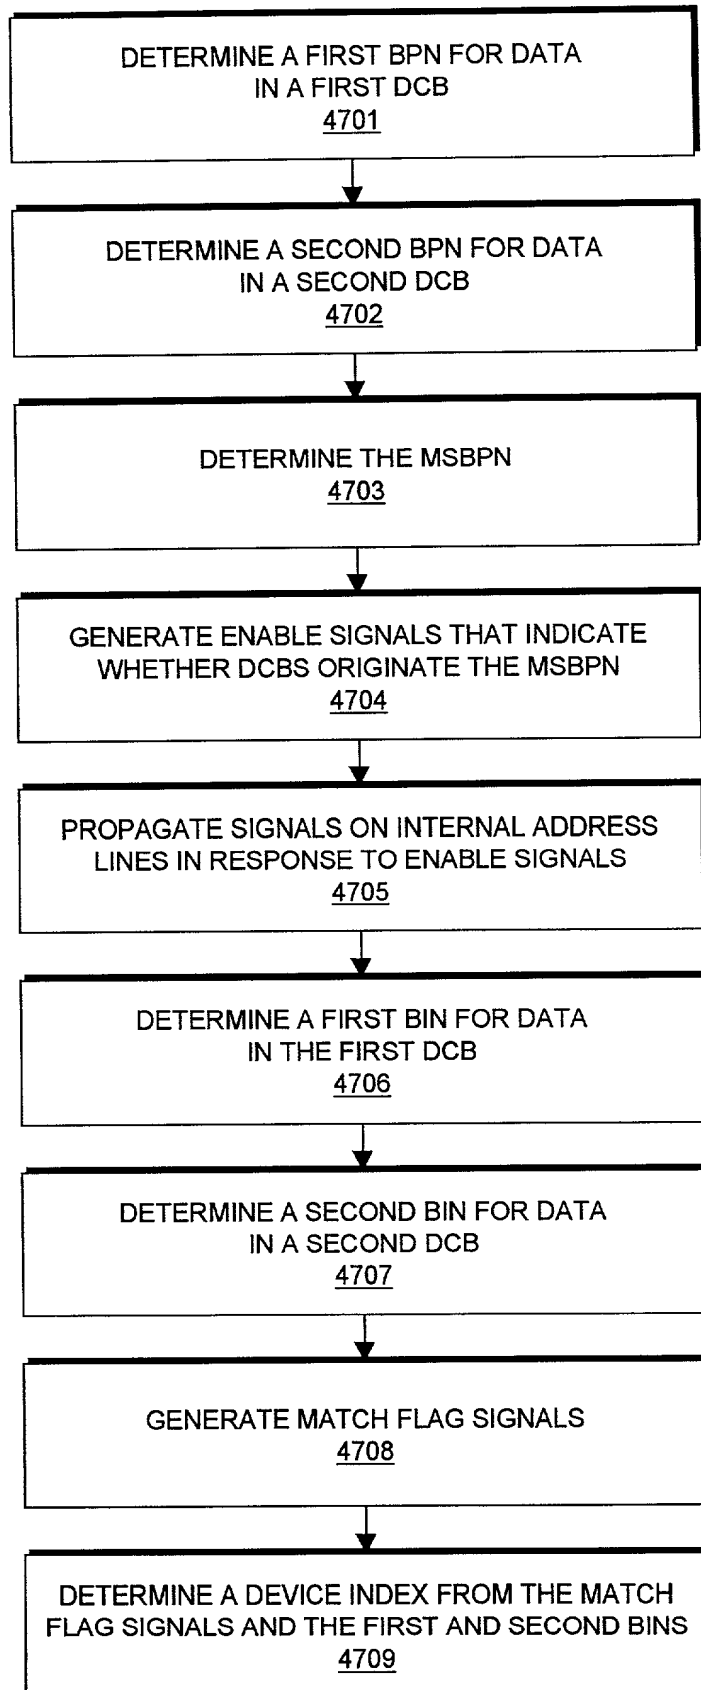 DETERMINE A FIRST BPN FOR DATA
IN A FIRST DCB
4701
DETERMINE A SECOND BPN FOR DATA
IN A SECOND DCB
4702
DETERMINE THE MSBPN
4703
GENERATE ENABLE SIGNALS THAT INDICATE
WHETHER DCBS ORIGINATE THE MSBPN
4704
PROPAGATE SIGNALS ON INTERNAL ADDRESS
LINES IN RESPONSE TO ENABLE SIGNALS
4705
DETERMINE A FIRST BIN FOR DATA
IN THE FIRST DCB
4706
DETERMINE A SECOND BIN FOR DATA
IN A SECOND DCB
4707
GENERATE MATCH FLAG SIGNALS
4708
DETERMINE A DEVICE INDEX FROM THE MATCH
FLAG SIGNALS AND THE FIRST AND SECOND BINS
4709